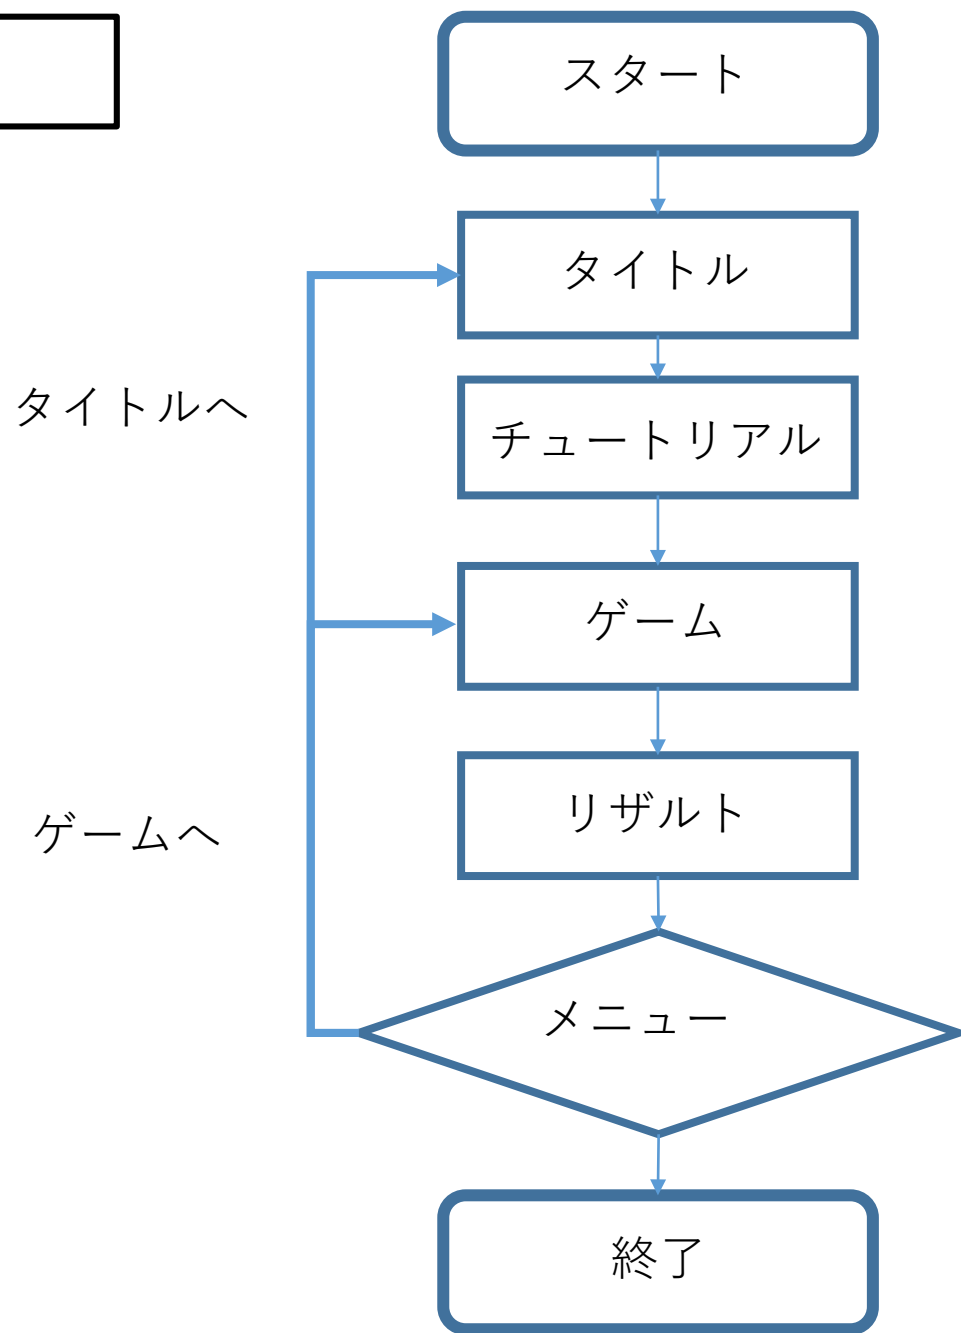 スタート
タイトル
タイトルへ
チュートリアル
ゲーム
リザルト
ゲームへ
メニュー
終了